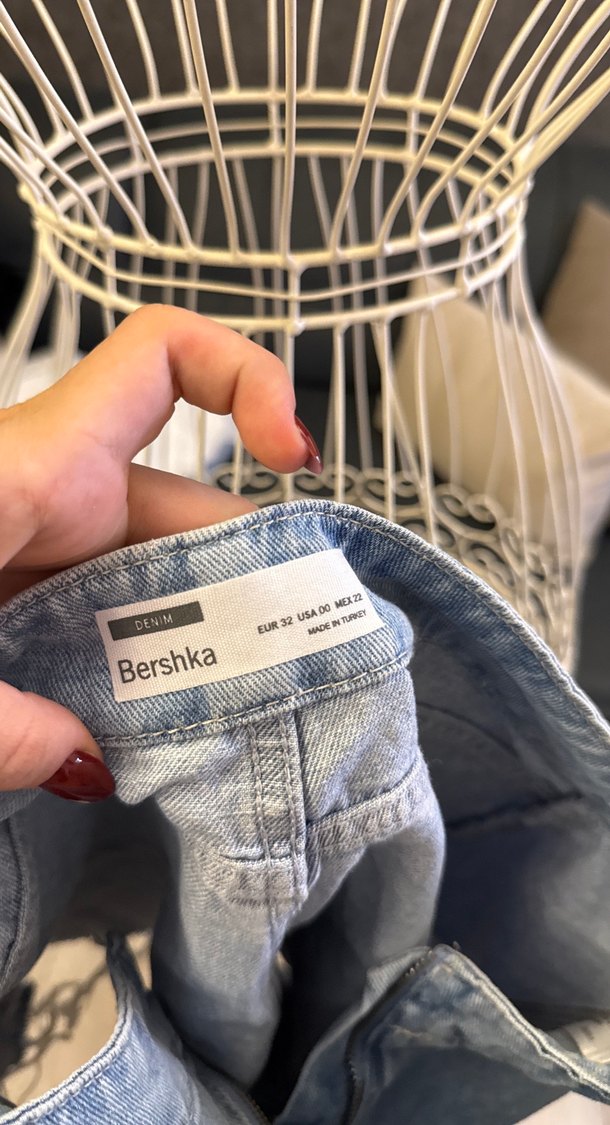 DENIM
Bershka
EUR 32 USA 00 MEX 22
MADE IN TURKEY